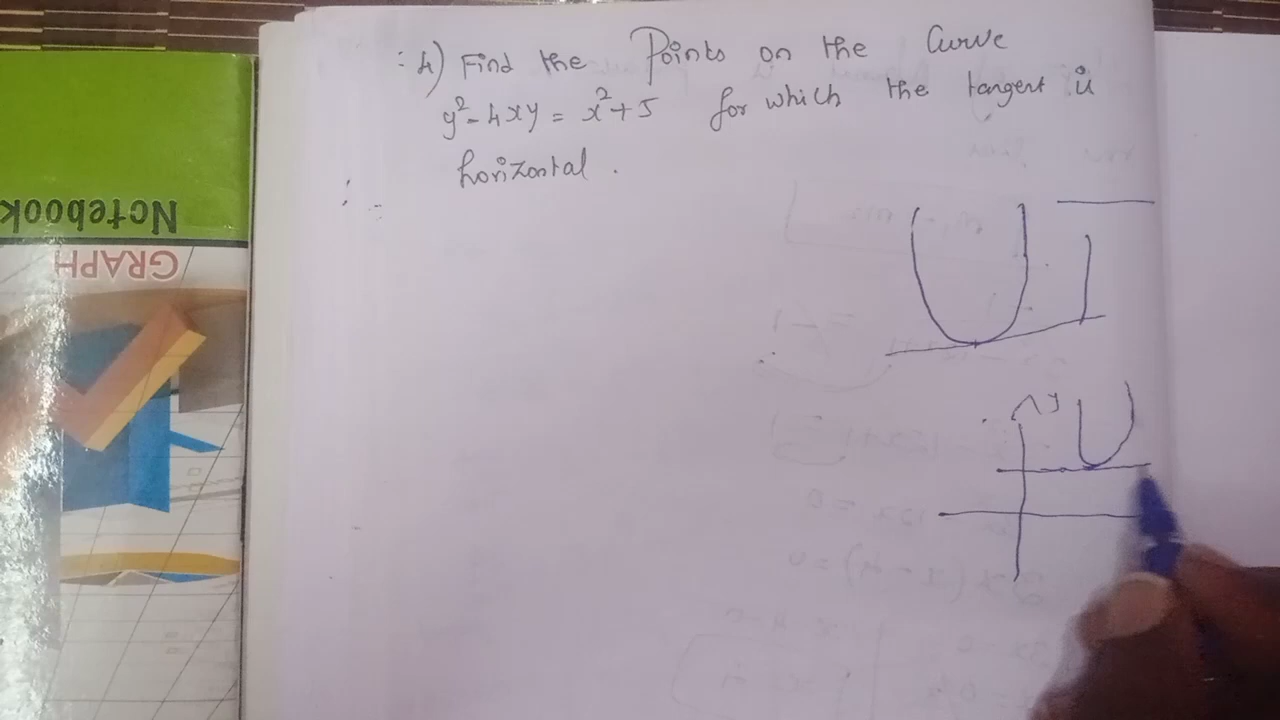 4) Find the Points on the Curve
y² - 4xy = x² + 5 for which the tangent is
horizontal.
y
Notebook
GRAPH